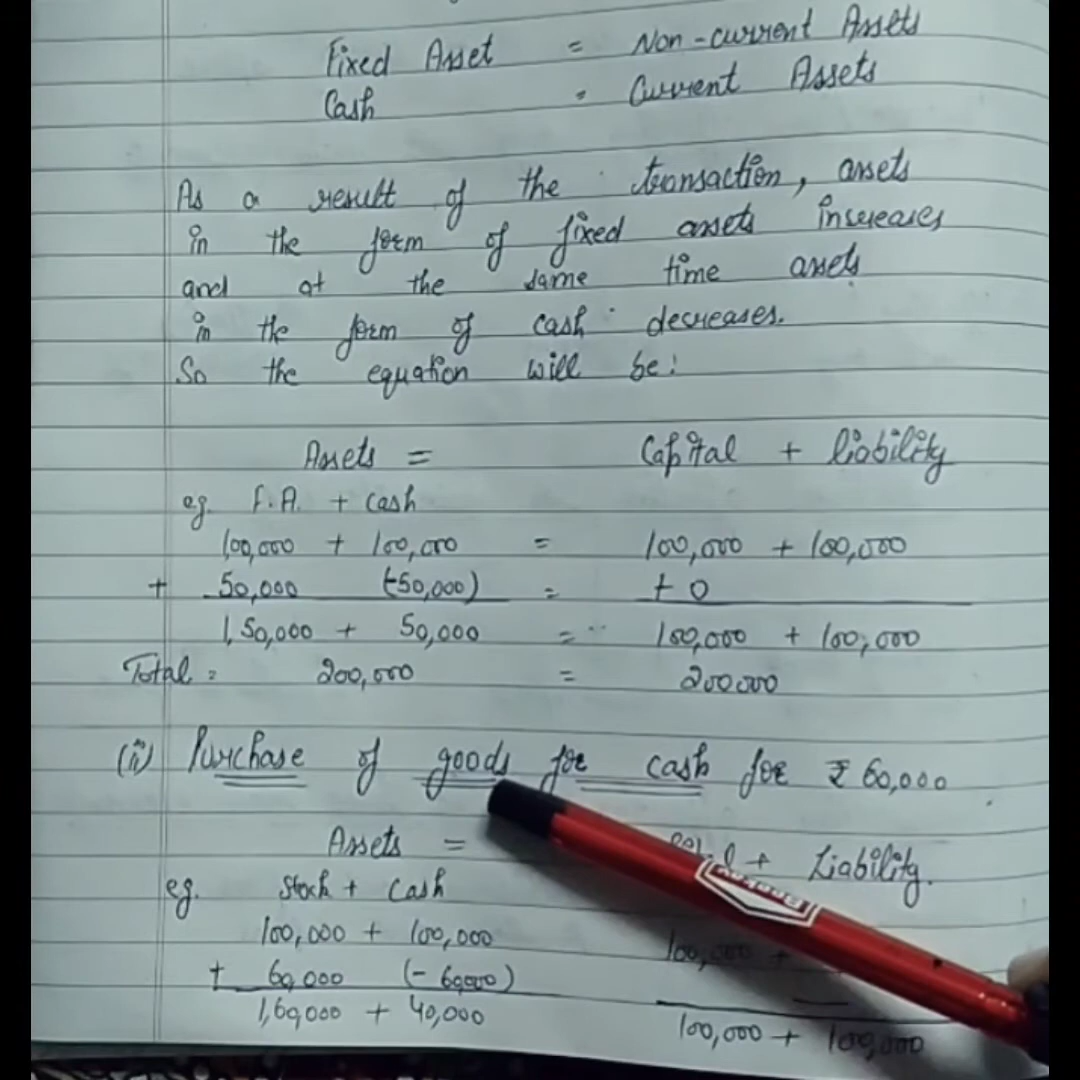 Fixed Asset = Non-current Assets
Cash = Current Assets
As a result of the transaction, assets
in the form of fixed assets increases
and at the same time assets
in the form of cash decreases.
So the equation will be:
Assets = Capital + liability
eg. F.A. + cash
100,000 + 100,000 = 100,000 + 100,000
+ 50,000 (-50,000) = + 0
1,50,000 + 50,000 = 100,000 + 100,000
Total = 200,000 = 200000
(ii) Purchase of goods for cash for ₹ 60,000
Assets = + Liability.
eg. Stock + Cash
100,000 + 100,000 100,000 +
+ 60,000 (- 60,000)
1,60,000 + 40,000 100,000 + 100,000